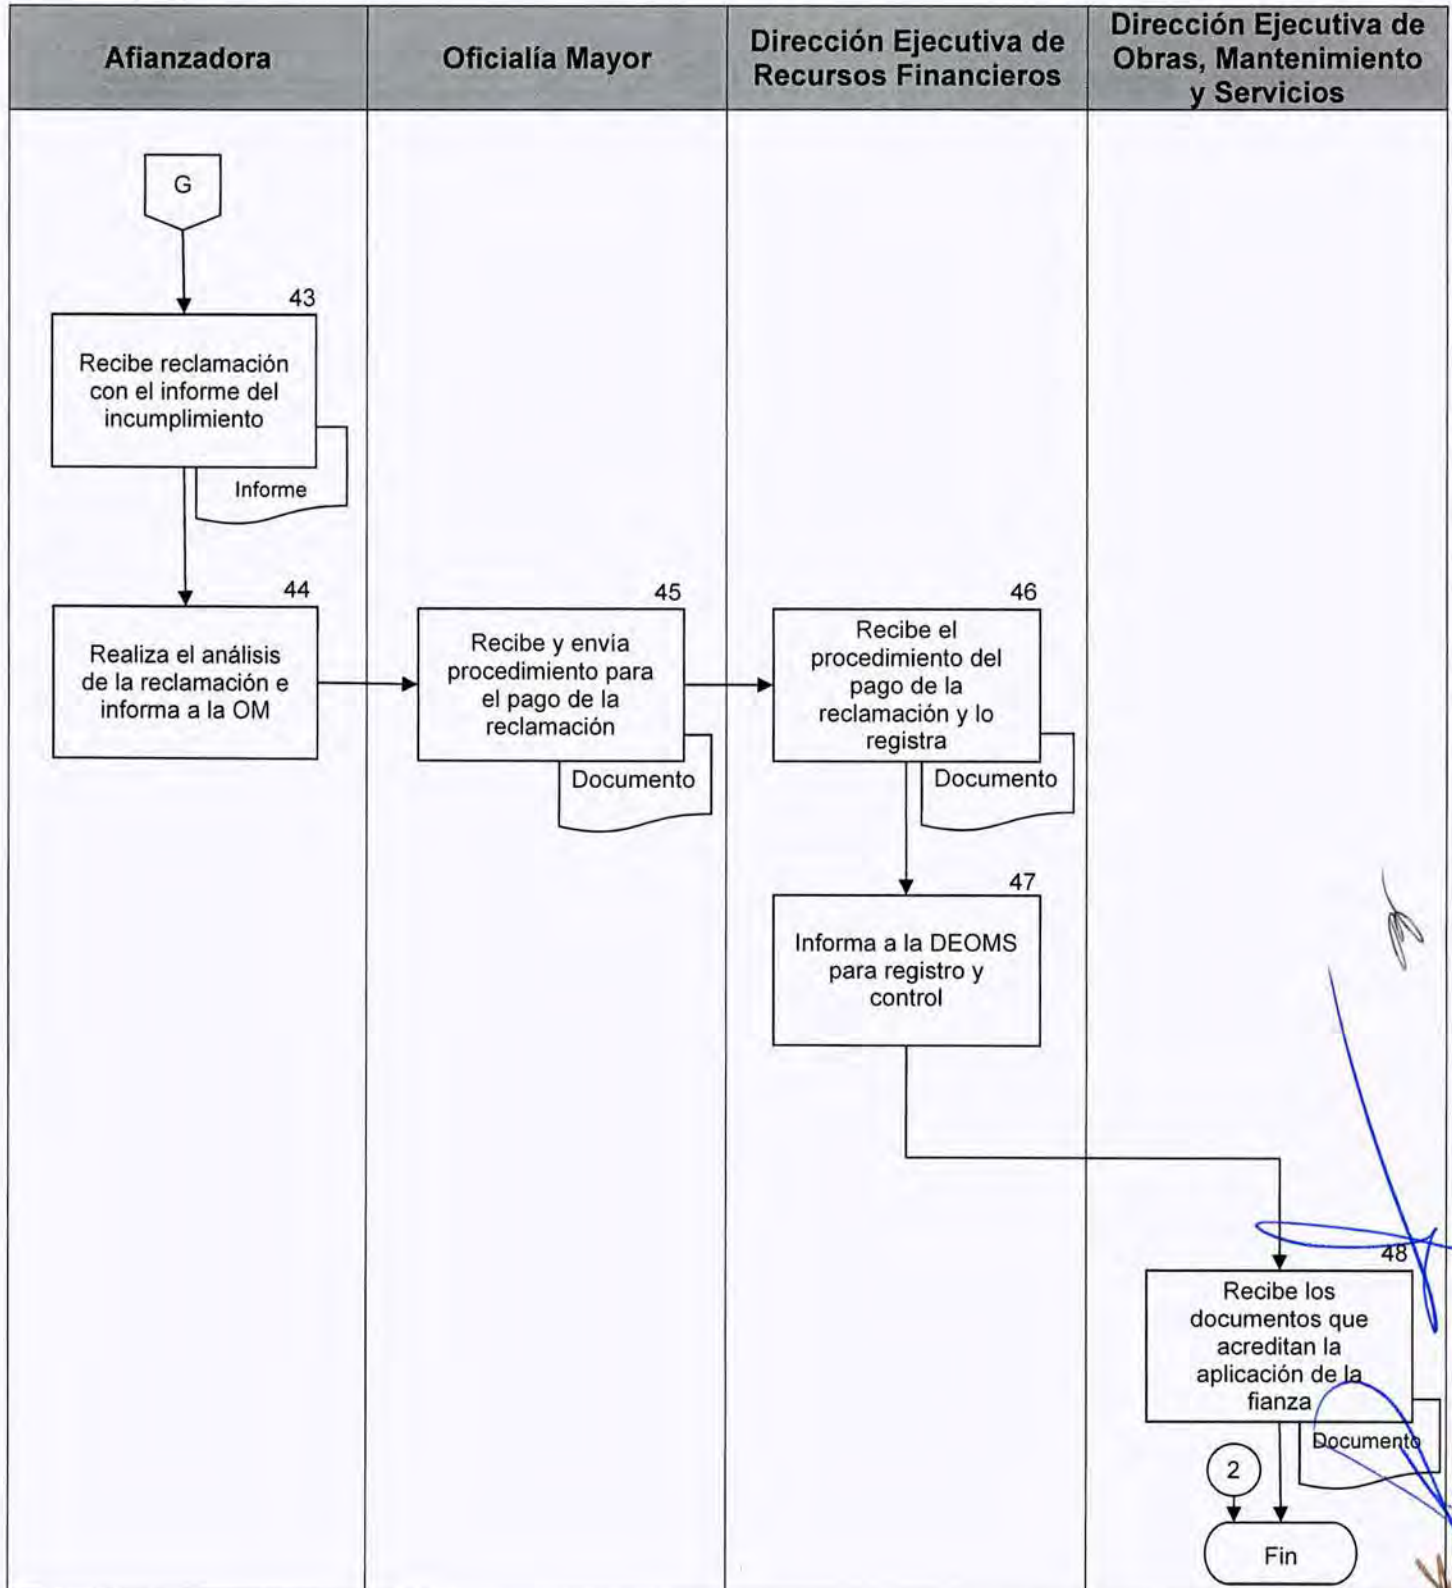 Afianzadora
Oficialía Mayor
Dirección Ejecutiva de
Recursos Financieros
Dirección Ejecutiva de
Obras, Mantenimiento
y Servicios
G
43
Recibe reclamación
con el informe del
incumplimiento
Informe
44
Realiza el análisis
de la reclamación e
informa a la OM
45
Recibe y envia
procedimiento para
el pago de la
reclamación
Documento
46
Recibe el
procedimiento del
pago de la
reclamación y lo
registra
Documento
47
Informa a la DEOMS
para registro y
control
48
Recibe los
documentos que
acreditan la
aplicación de la
fianza
Documento
2
Fin